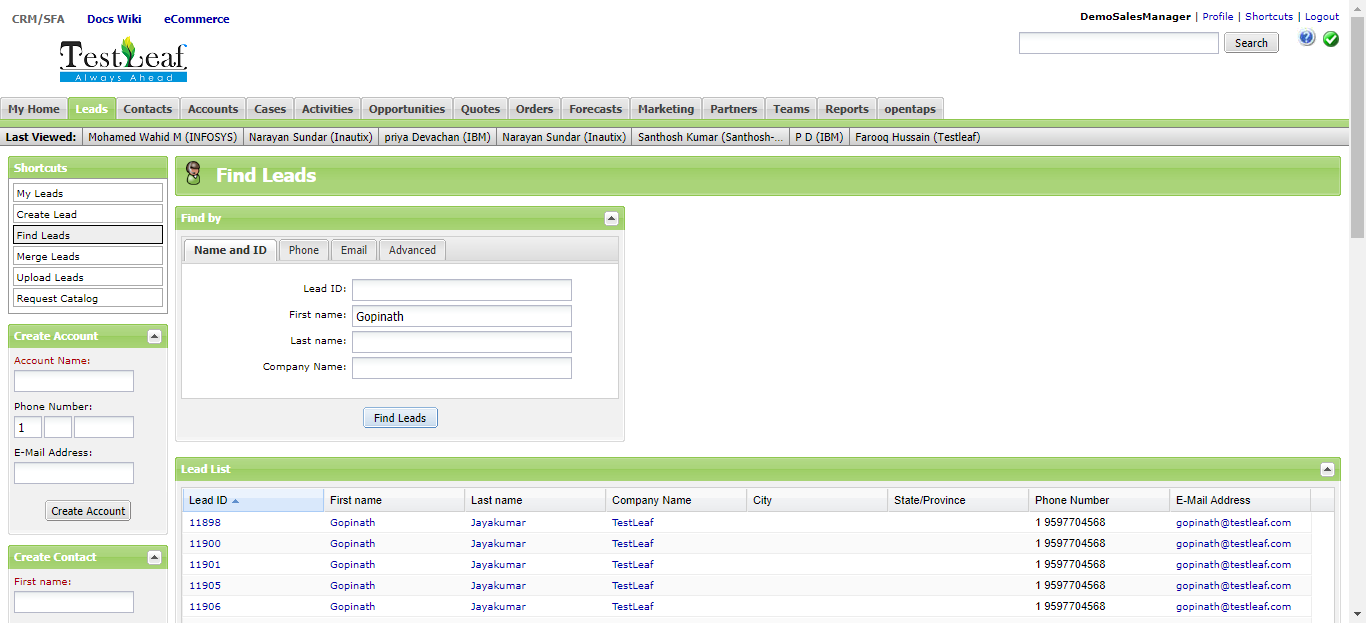 CRM/SFA Docs Wiki eCommerce
DemoSalesManager | Profile | Shortcuts | Logout
TestLeaf
Always Ahead
Search
My Home Leads Contacts Accounts Cases Activities Opportunities Quotes Orders Forecasts Marketing Partners Teams Reports opentaps
Last Viewed: Mohamed Wahid M (INFOSYS) Narayan Sundar (Inautix) priya Devachan (IBM) Narayan Sundar (Inautix) Santhosh Kumar (Santhosh-... P D (IBM) Farooq Hussain (Testleaf)
Shortcuts
My Leads
Create Lead
Find Leads
Merge Leads
Upload Leads
Request Catalog
Create Account
Account Name:
Phone Number:
1
E-Mail Address:
Create Account
Create Contact
First name:
Find Leads
Find by
Name and ID Phone Email Advanced
Lead ID:
First name: Gopinath
Last name:
Company Name:
Find Leads
Lead List
Lead ID First name Last name Company Name City State/Province Phone Number E-Mail Address
11898 Gopinath Jayakumar TestLeaf 1 9597704568 gopinath@testleaf.com
11900 Gopinath Jayakumar TestLeaf 1 9597704568 gopinath@testleaf.com
11901 Gopinath Jayakumar TestLeaf 1 9597704568 gopinath@testleaf.com
11905 Gopinath Jayakumar TestLeaf 1 9597704568 gopinath@testleaf.com
11906 Gopinath Jayakumar TestLeaf 1 9597704568 gopinath@testleaf.com